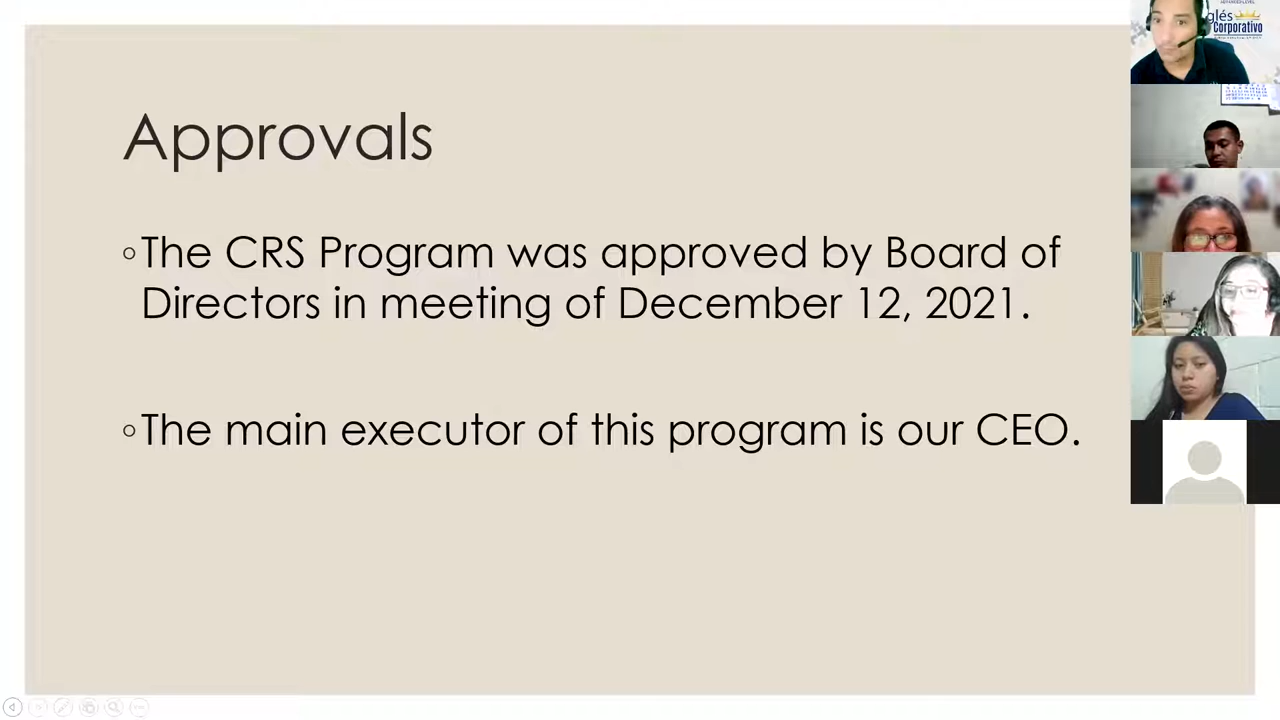 Approvals
◦The CRS Program was approved by Board of
Directors in meeting of December 12, 2021.
◦The main executor of this program is our CEO.
glés
Corporativo